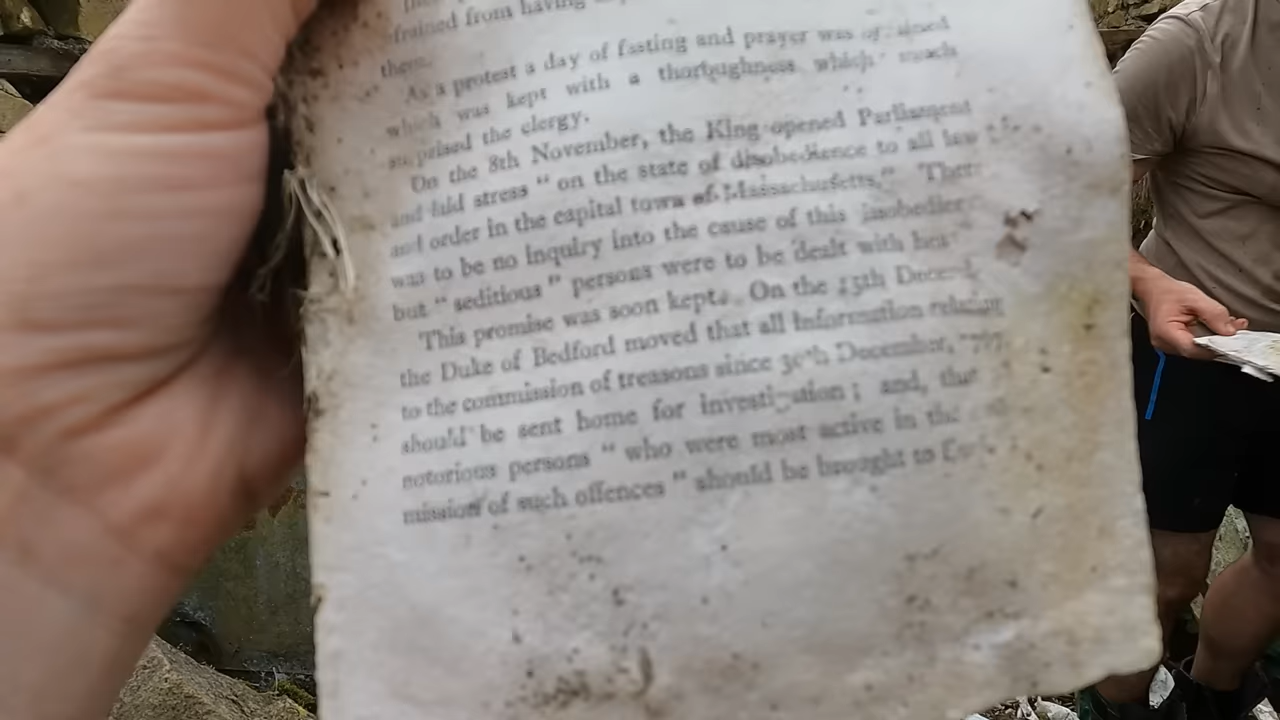 frained from having
them.
As a protest a day of fasting and prayer was ordained
which was kept with a thoroughness which much
surprised the clergy.
On the 8th November, the King opened Parliament
and laid stress " on the state of disobedience to all law
and order in the capital town of Massachusetts." There
was to be no inquiry into the cause of this
but " seditious " persons were to be dealt with
This promise was soon kept. On the 15th
the Duke of Bedford moved that all information relating
to the commission of treasons since 30th December,
should be sent home for investigation ; and, that
notorious persons " who were most active in the
mission of such offences " should be brought to